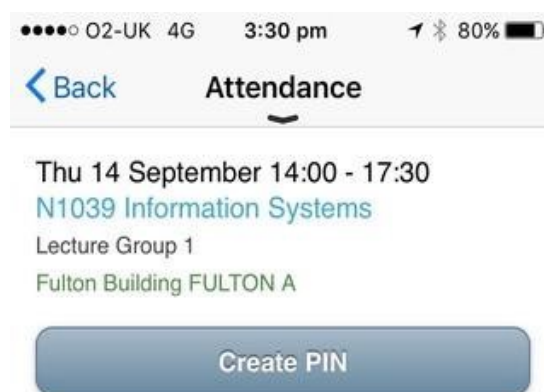 O2-UK 4G 3:30 pm 80%
Back Attendance
Thu 14 September 14:00 - 17:30
N1039 Information Systems
Lecture Group 1
Fulton Building FULTON A
Create PIN